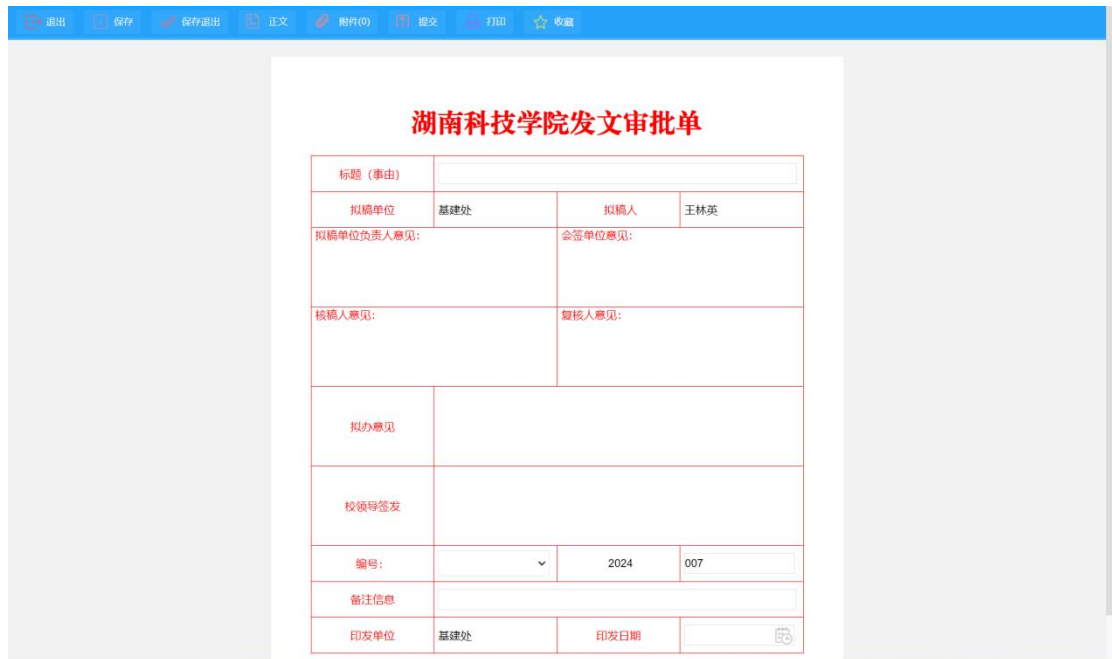 退出 保存 保存退出 正文 附件(0) 提交 打印 收藏
湖南科技学院发文审批单
标题（事由）
拟稿单位 基建处 拟稿人 王林英
拟稿单位负责人意见: 会签单位意见:
核稿人意见: 复核人意见:
拟办意见
校领导签发
编号: 2024 007
备注信息
印发单位 基建处 印发日期